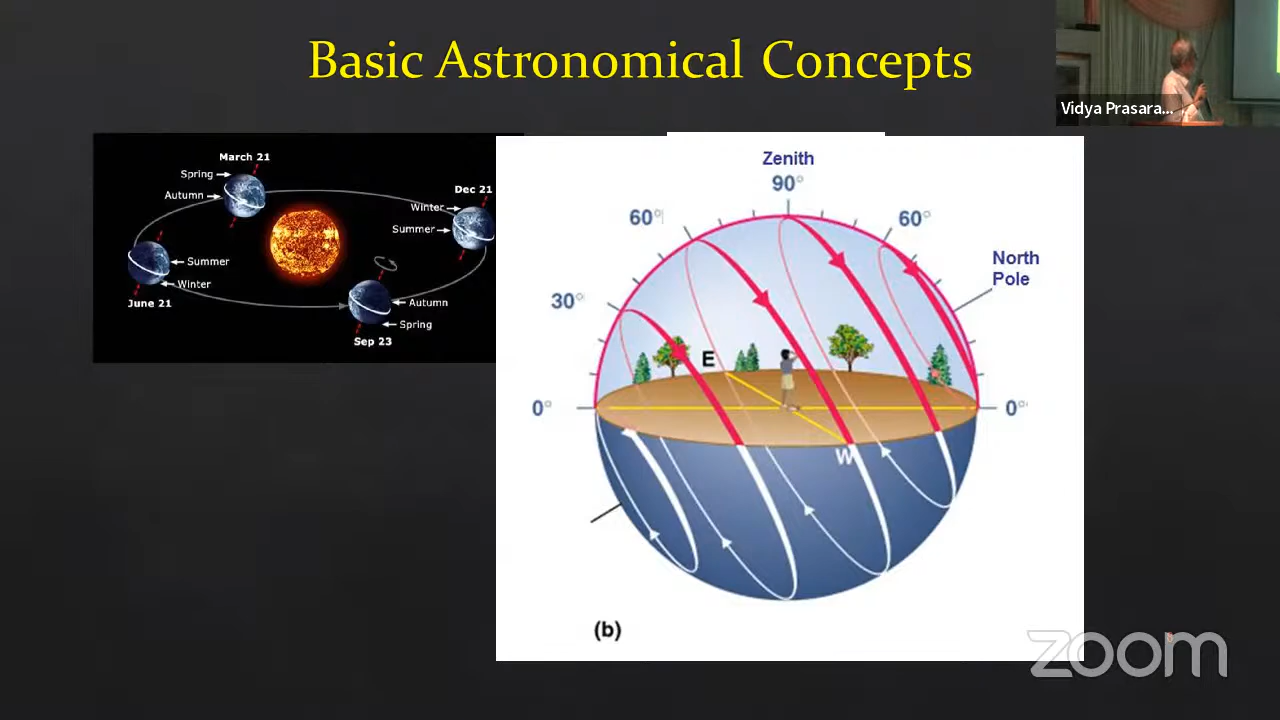 Basic Astronomical Concepts
Vidya Prasara...
March 21
Spring
Autumn
Dec 21
Winter
Summer
Summer
Winter
June 21
Autumn
Spring
Sep 23
Zenith
90°
60°
60°
North
Pole
30°
E
0°
0°
W
(b)
zoom